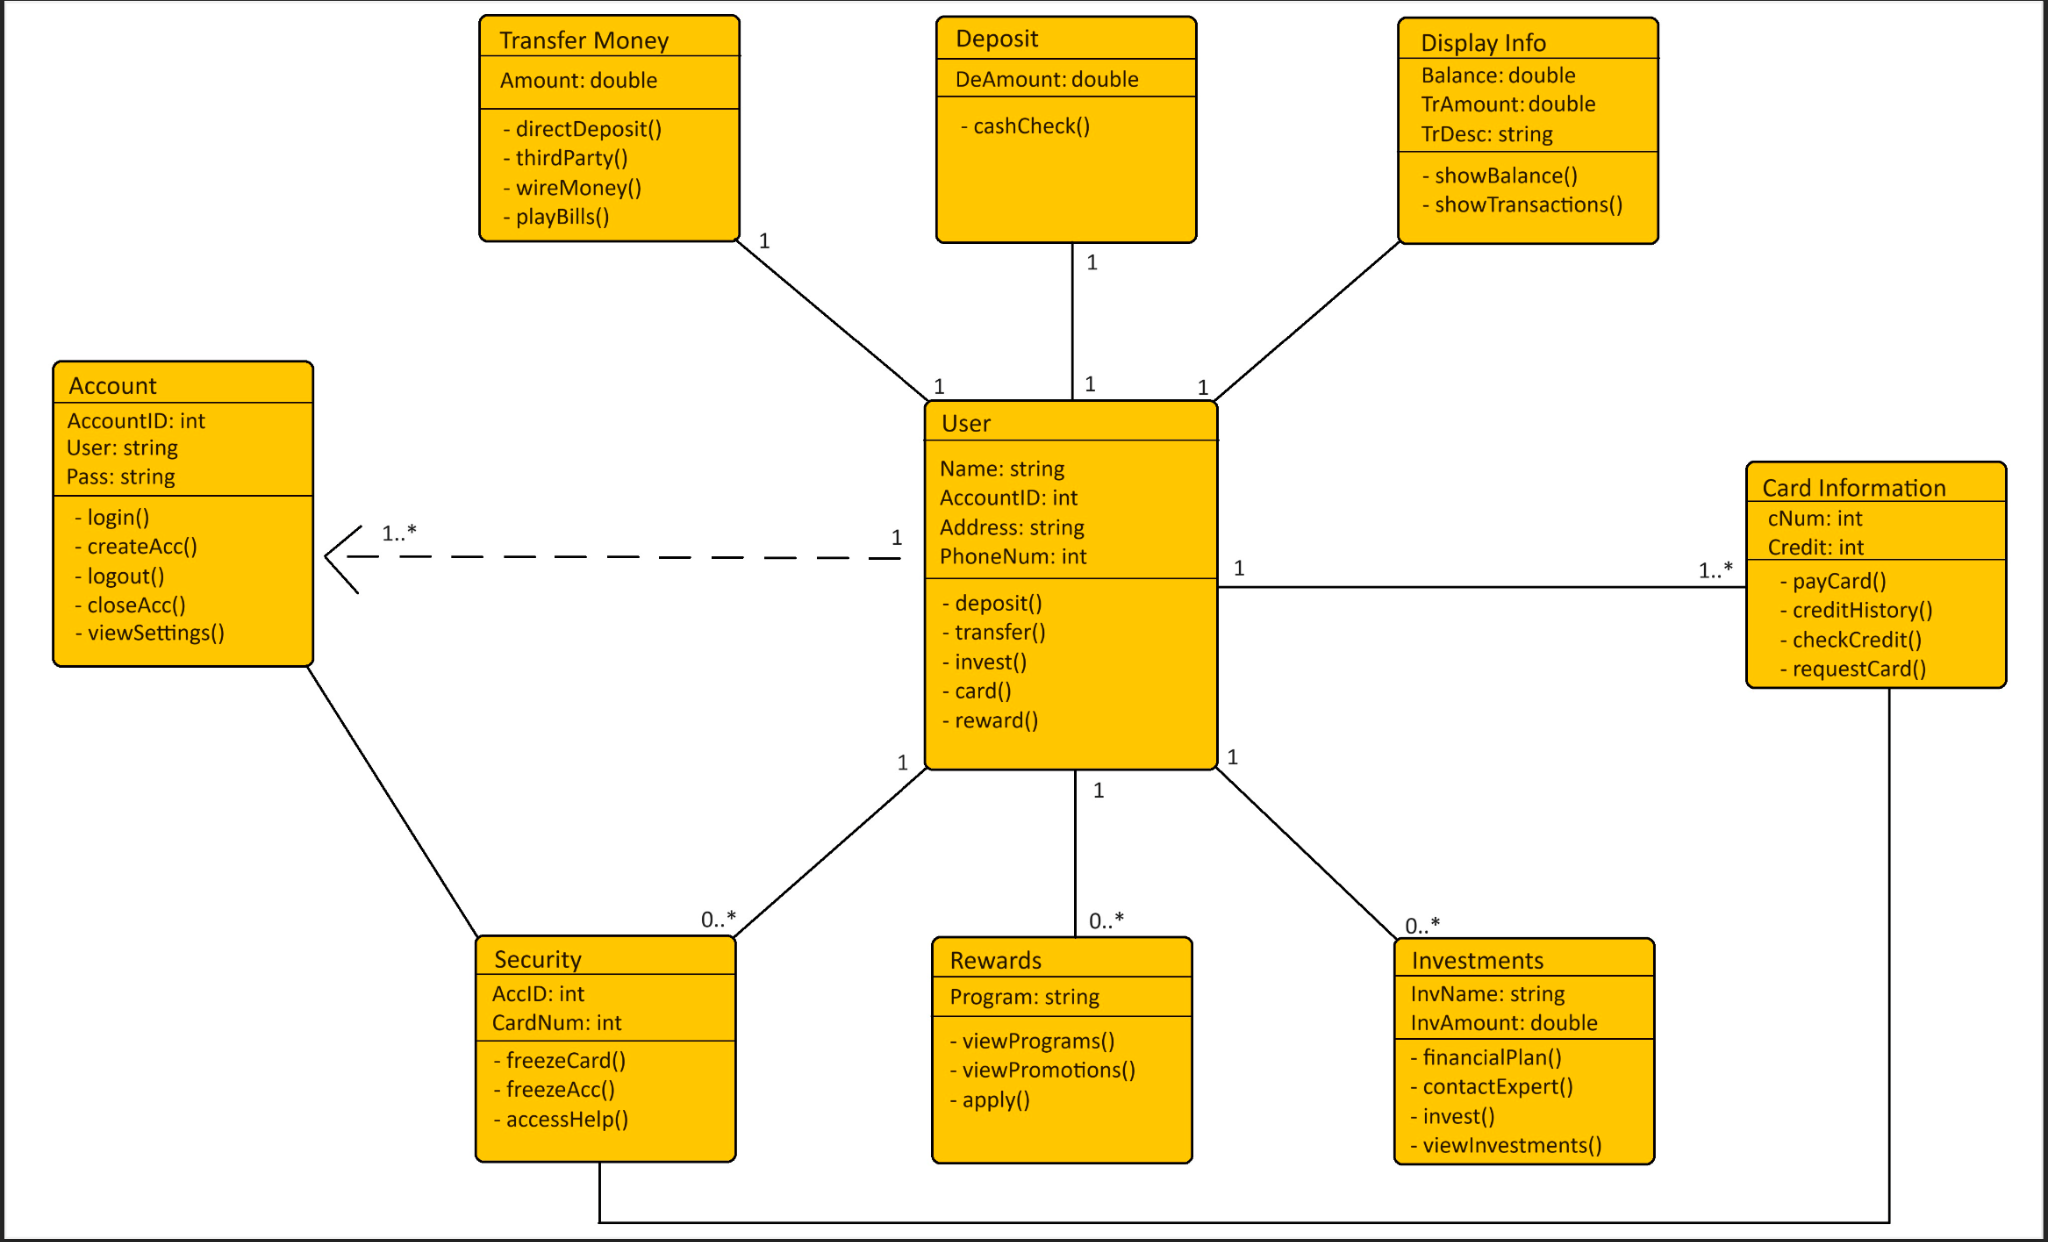 Transfer Money
Amount: double
- directDeposit()
- thirdParty()
- wireMoney()
- playBills()
1
Deposit
DeAmount: double
- cashCheck()
1
Display Info
Balance: double
TrAmount: double
TrDesc: string
- showBalance()
- showTransactions()
Account
AccountID: int
User: string
Pass: string
- login()
- createAcc()
- logout()
- closeAcc()
- viewSettings()
1..*
1
1
1
1
User
Name: string
AccountID: int
Address: string
PhoneNum: int
- deposit()
- transfer()
- invest()
- card()
- reward()
1
1..*
Card Information
cNum: int
Credit: int
- payCard()
- creditHistory()
- checkCredit()
- requestCard()
1
1
1
0..*
0..*
0..*
Security
AccID: int
CardNum: int
- freezeCard()
- freezeAcc()
- accessHelp()
Rewards
Program: string
- viewPrograms()
- viewPromotions()
- apply()
Investments
InvName: string
InvAmount: double
- financialPlan()
- contactExpert()
- invest()
- viewInvestments()